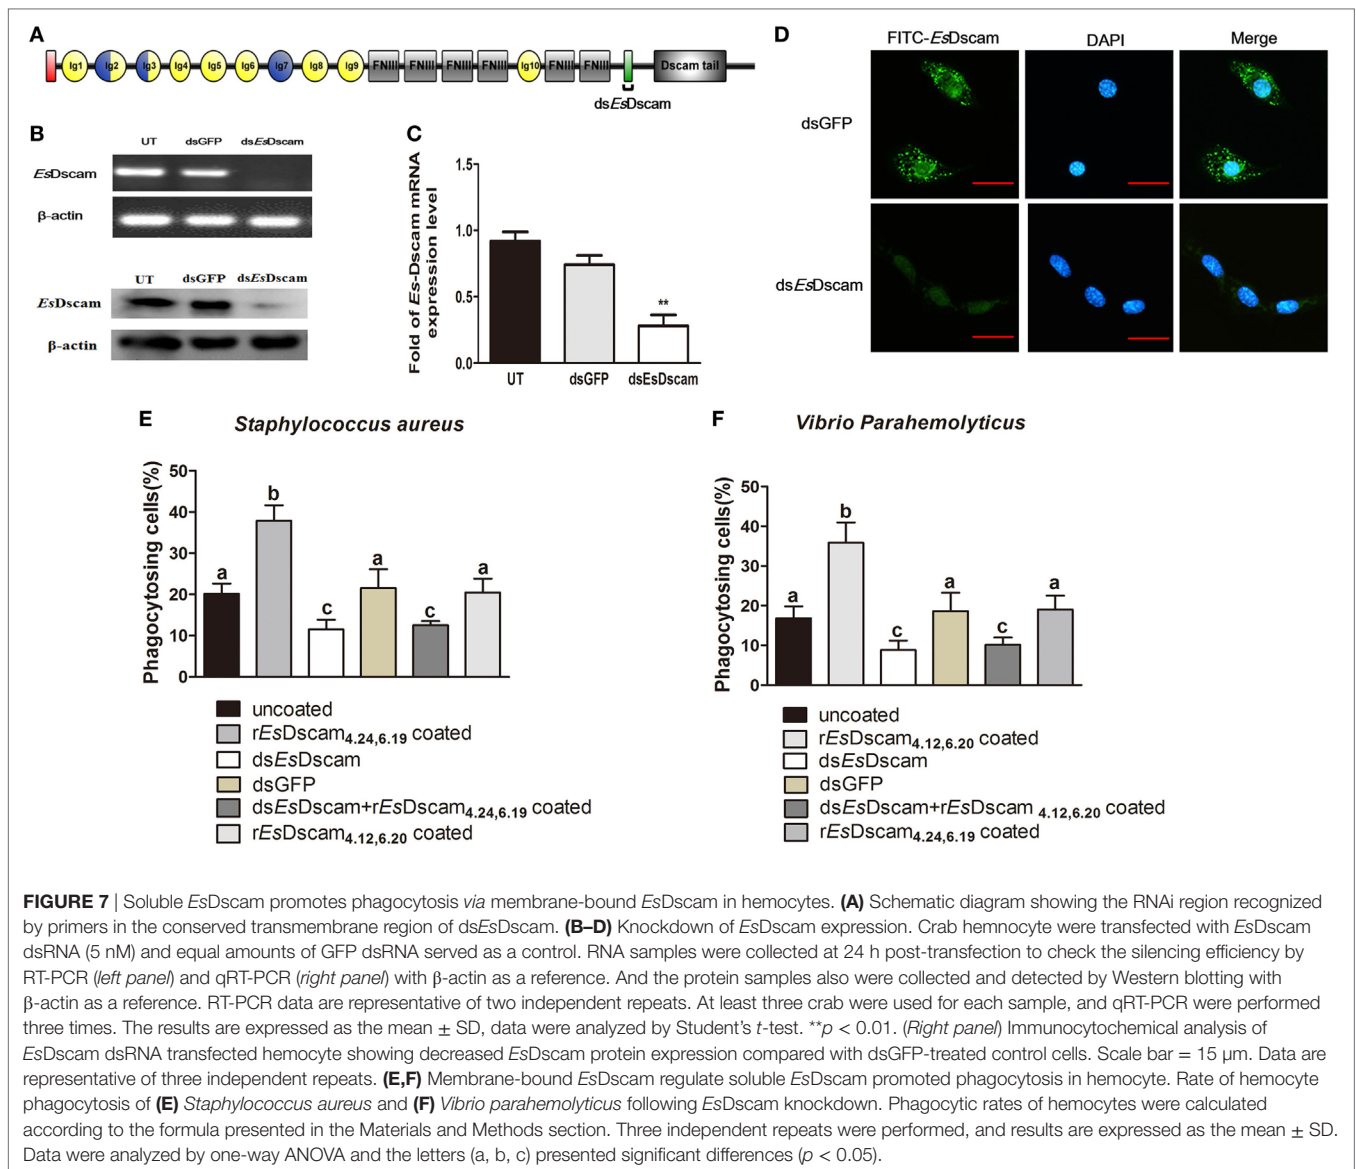 A
Ig1 Ig2 Ig3 Ig4 Ig5 Ig6 Ig7 Ig8 Ig9 FNIII FNIII FNIII FNIII Ig10 FNIII FNIII Dscam tail
dsEsDscam
B
UT dsGFP dsEsDscam
EsDscam
β-actin
UT dsGFP dsEsDscam
EsDscam
β-actin
C
Fold of Es-Dscam mRNA
expression level
1.5
1.0
0.5
0.0
**
UT dsGFP dsEsDscam
D
FITC-EsDscam DAPI Merge
dsGFP
dsEsDscam
E
Staphylococcus aureus
Phagocytosing cells(%)
50
40
30
20
10
0
a b c a c a
uncoated
rEsDscam4.24,6.19 coated
dsEsDscam
dsGFP
dsEsDscam+rEsDscam4.24,6.19 coated
rEsDscam4.12,6.20 coated
F
Vibrio Parahemolyticus
Phagocytosing cells(%)
50
40
30
20
10
0
a b c a c a
uncoated
rEsDscam4.12,6.20 coated
dsEsDscam
dsGFP
dsEsDscam+rEsDscam 4.12,6.20 coated
rEsDscam4.24,6.19 coated
FIGURE 7 | Soluble EsDscam promotes phagocytosis via membrane-bound EsDscam in hemocytes. (A) Schematic diagram showing the RNAi region recognized
by primers in the conserved transmembrane region of dsEsDscam. (B–D) Knockdown of EsDscam expression. Crab hemnocyte were transfected with EsDscam
dsRNA (5 nM) and equal amounts of GFP dsRNA served as a control. RNA samples were collected at 24 h post-transfection to check the silencing efficiency by
RT-PCR (left panel) and qRT-PCR (right panel) with β-actin as a reference. And the protein samples also were collected and detected by Western blotting with
β-actin as a reference. RT-PCR data are representative of two independent repeats. At least three crab were used for each sample, and qRT-PCR were performed
three times. The results are expressed as the mean ± SD, data were analyzed by Student's t-test. **p < 0.01. (Right panel) Immunocytochemical analysis of
EsDscam dsRNA transfected hemocyte showing decreased EsDscam protein expression compared with dsGFP-treated control cells. Scale bar = 15 μm. Data are
representative of three independent repeats. (E,F) Membrane-bound EsDscam regulate soluble EsDscam promoted phagocytosis in hemocyte. Rate of hemocyte
phagocytosis of (E) Staphylococcus aureus and (F) Vibrio parahemolyticus following EsDscam knockdown. Phagocytic rates of hemocytes were calculated
according to the formula presented in the Materials and Methods section. Three independent repeats were performed, and results are expressed as the mean ± SD.
Data were analyzed by one-way ANOVA and the letters (a, b, c) presented significant differences (p < 0.05).